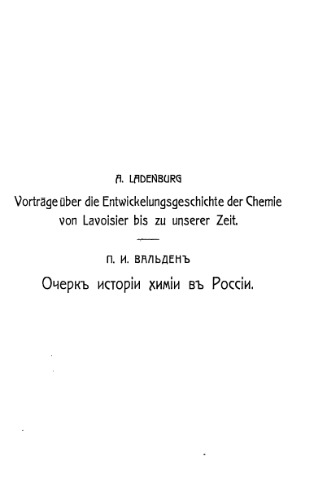 A. LADENBURG
Vorträge über die Entwickelungsgeschichte der Chemie
von Lavoisier bis zu unserer Zeit.
П. И. ВАЛЬДЕНЪ
Очеркъ исторіи химіи въ Россіи.